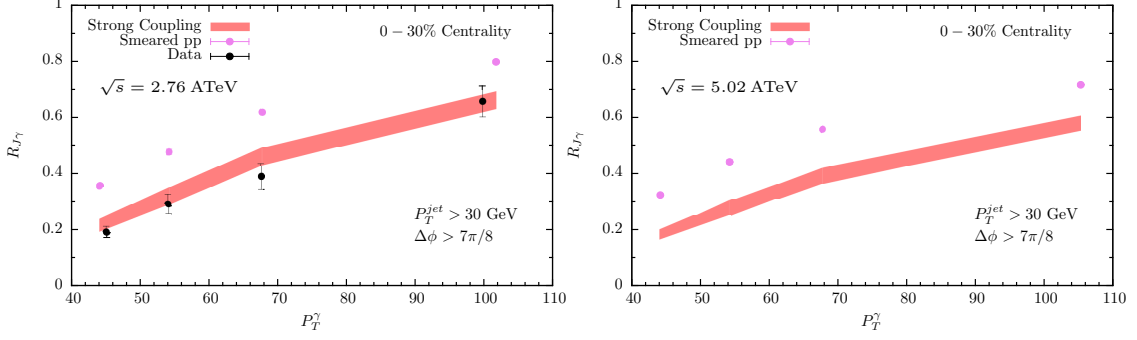 Strong Coupling
Smeared pp
Data
0 − 30% Centrality
√s = 2.76 ATeV
P_T^{jet} > 30 GeV
Δϕ > 7π/8
R_{Jγ}
0
0.2
0.4
0.6
0.8
1
40
50
60
70
80
90
100
110
P_T^γ
Strong Coupling
Smeared pp
0 − 30% Centrality
√s = 5.02 ATeV
P_T^{jet} > 30 GeV
Δϕ > 7π/8
R_{Jγ}
0
0.2
0.4
0.6
0.8
1
40
50
60
70
80
90
100
110
P_T^γ